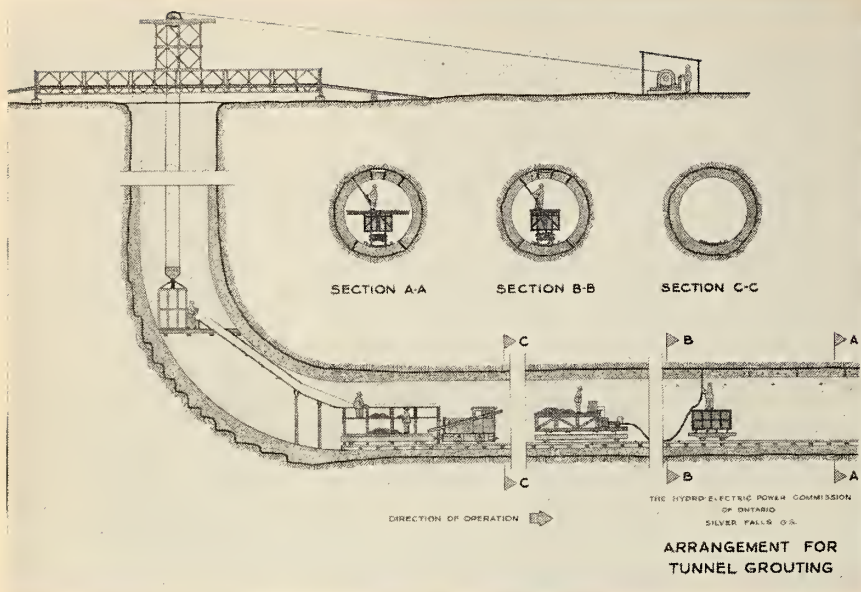 SECTION A-A
SECTION B-B
SECTION C-C
C
B
A
C
B
A
DIRECTION OF OPERATION
THE HYDRO-ELECTRIC POWER COMMISSION
OF ONTARIO
SILVER FALLS G.S.
ARRANGEMENT FOR
TUNNEL GROUTING